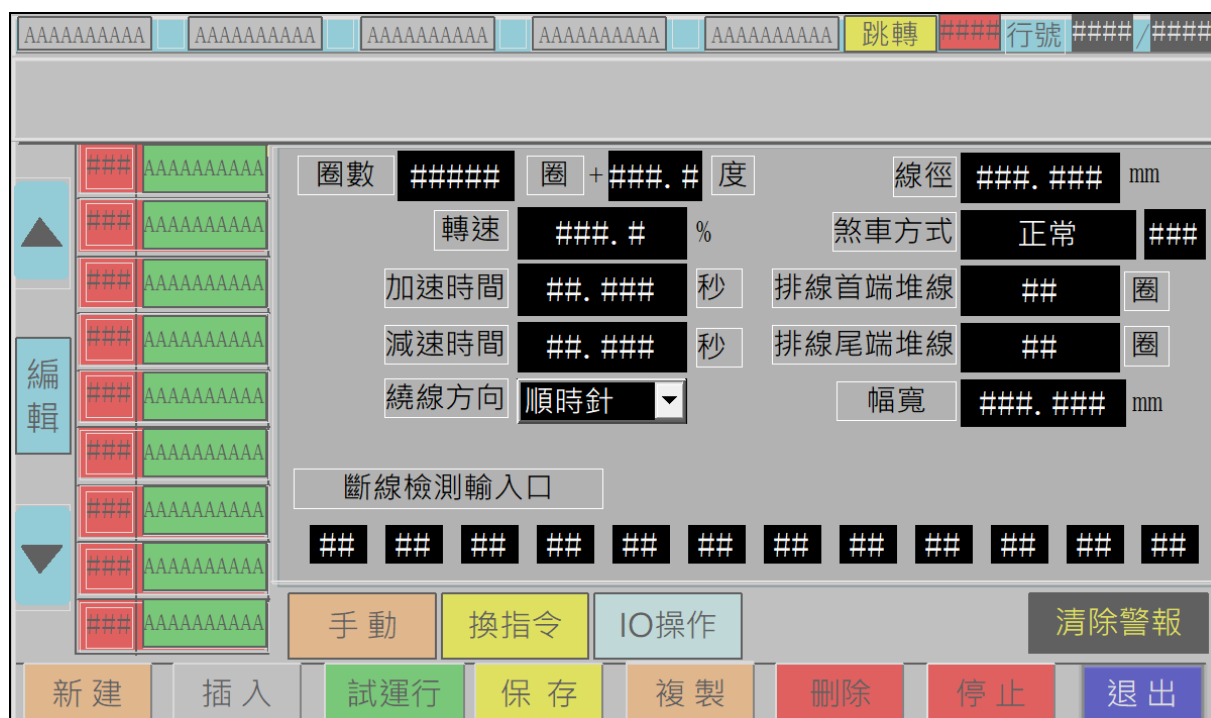 AAAAAAAAAA AAAAAAAAAA AAAAAAAAAA AAAAAAAAAA AAAAAAAAAA 跳轉 #### 行號 #### / ####
### AAAAAAAAAA
### AAAAAAAAAA
### AAAAAAAAAA
### AAAAAAAAAA
### AAAAAAAAAA
### AAAAAAAAAA
### AAAAAAAAAA
### AAAAAAAAAA
### AAAAAAAAAA
編輯
圈數 ##### 圈 +###.# 度 線徑 ###.### mm
轉速 ###.# % 煞車方式 正常 ###
加速時間 ##.### 秒 排線首端堆線 ## 圈
減速時間 ##.### 秒 排線尾端堆線 ## 圈
繞線方向 順時針 幅寬 ###.### mm
斷線檢測輸入口
## ## ## ## ## ## ## ## ## ## ## ##
手動 換指令 IO操作 清除警報
新建 插入 試運行 保存 複製 刪除 停止 退出